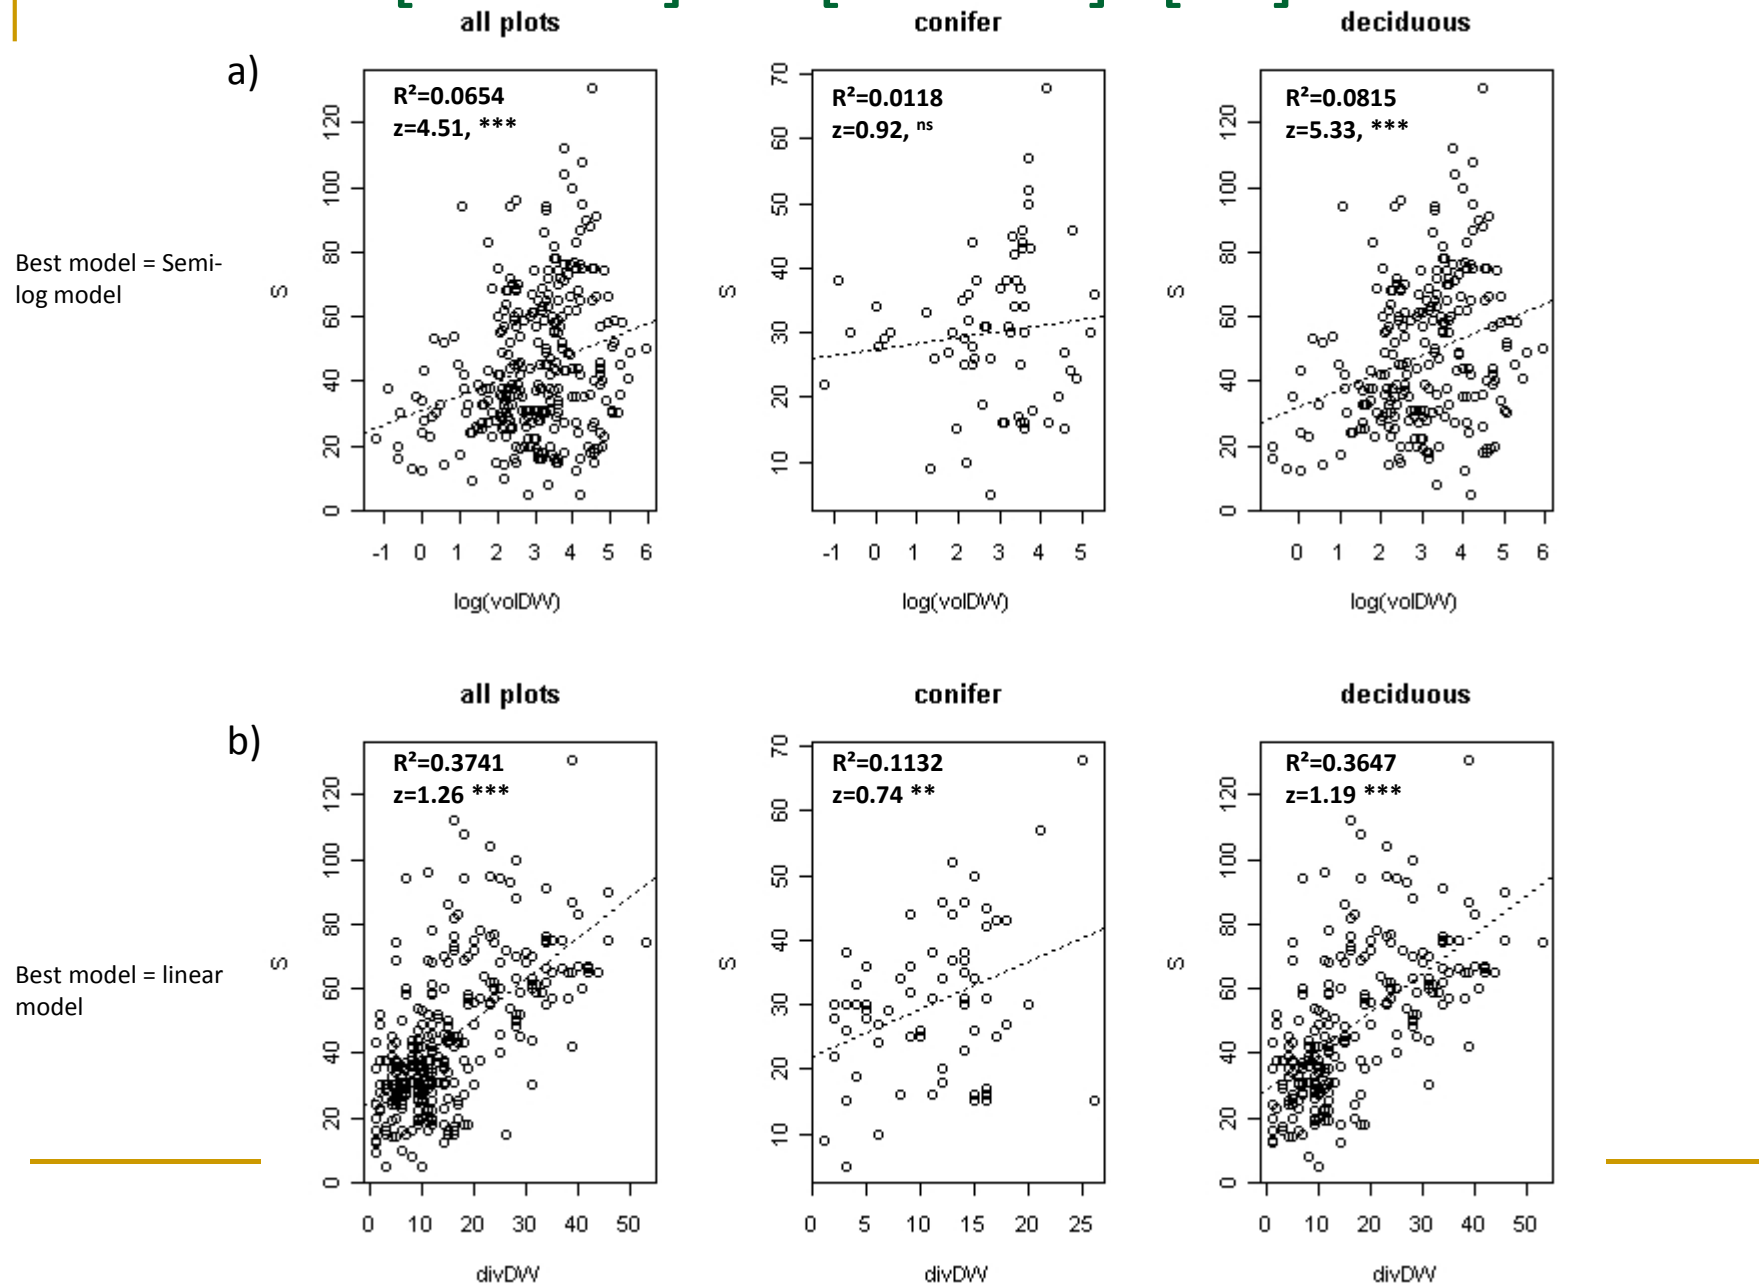 all plots
conifer
deciduous
a)
Best model = Semi-
log model
R²=0.0654
z=4.51, ***
S
0 20 40 60 80 100 120
-1 0 1 2 3 4 5 6
log(volDW)
R²=0.0118
z=0.92, ns
S
10 20 30 40 50 60 70
-1 0 1 2 3 4 5
log(volDW)
R²=0.0815
z=5.33, ***
S
0 20 40 60 80 100 120
0 1 2 3 4 5 6
log(volDW)
all plots
conifer
deciduous
b)
Best model = linear
model
R²=0.3741
z=1.26 ***
S
0 20 40 60 80 100 120
0 10 20 30 40 50
divDW
R²=0.1132
z=0.74 **
S
10 20 30 40 50 60 70
0 5 10 15 20 25
divDW
R²=0.3647
z=1.19 ***
S
0 20 40 60 80 100 120
0 10 20 30 40 50
divDW